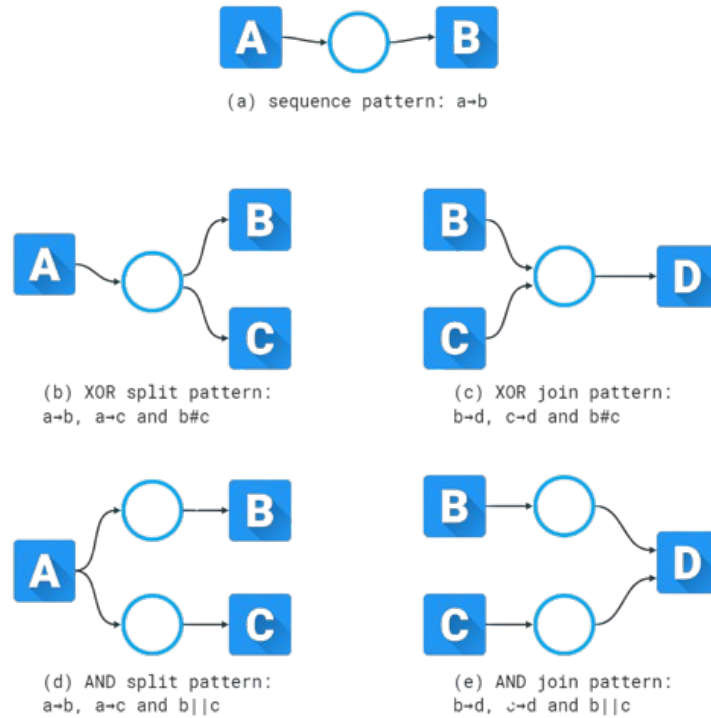 A B
(a) sequence pattern: a→b
B B
A D
C C
(b) XOR split pattern: (c) XOR join pattern:
a→b, a→c and b#c b→d, c→d and b#c
B B
A D
C C
(d) AND split pattern: (e) AND join pattern:
a→b, a→c and b||c b→d, c→d and b||c